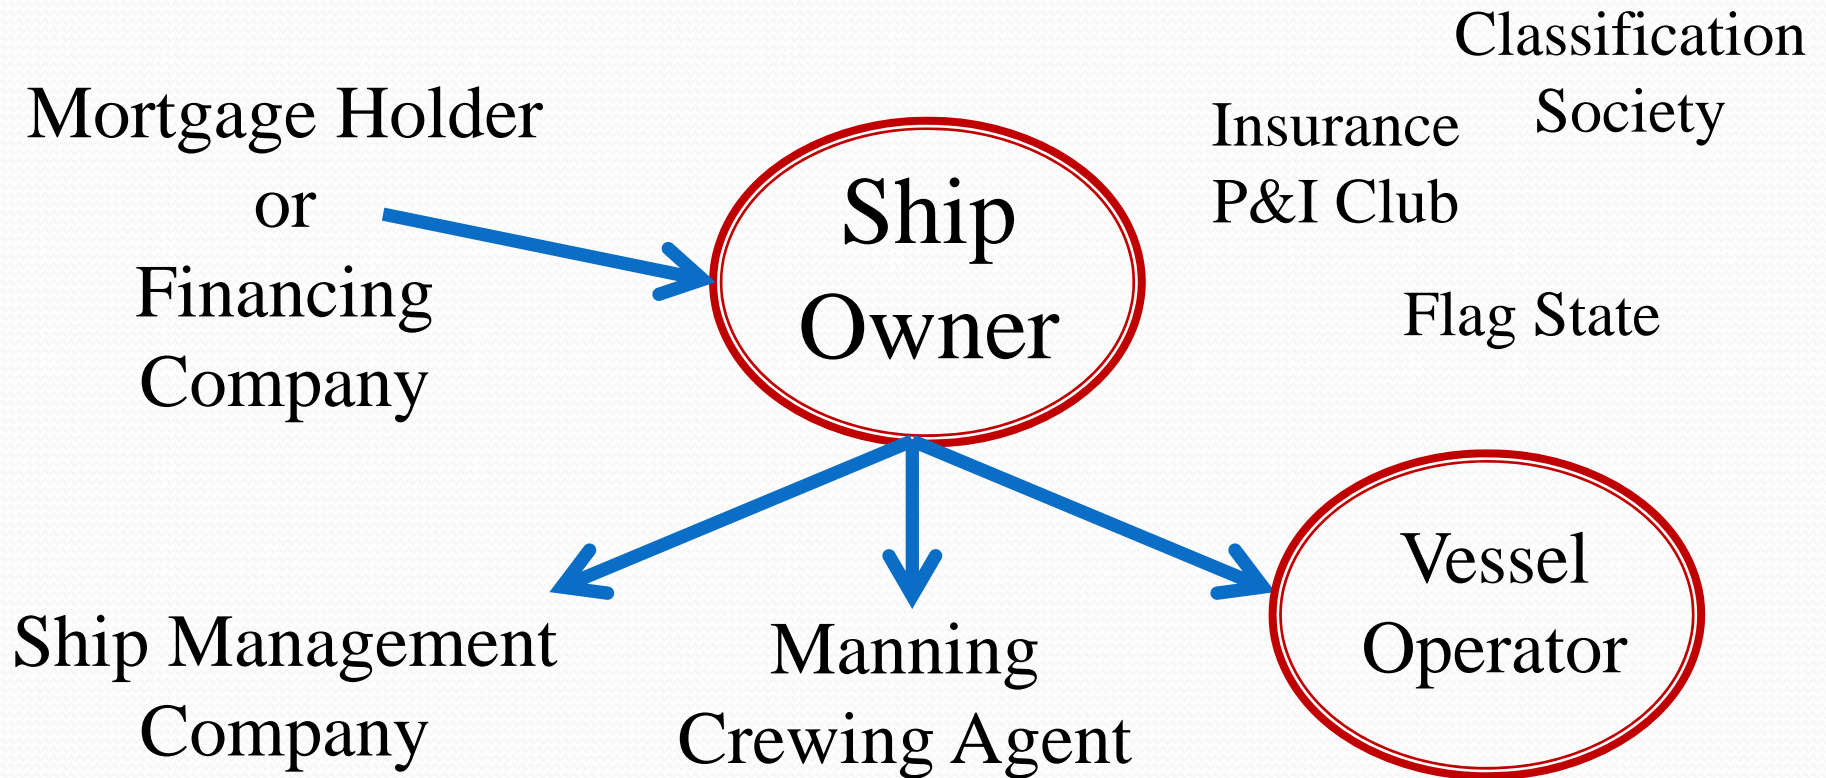 Mortgage Holder
or
Financing
Company
Ship
Owner
Classification
Society
Insurance
P&I Club
Flag State
Ship Management
Company
Manning
Crewing Agent
Vessel
Operator